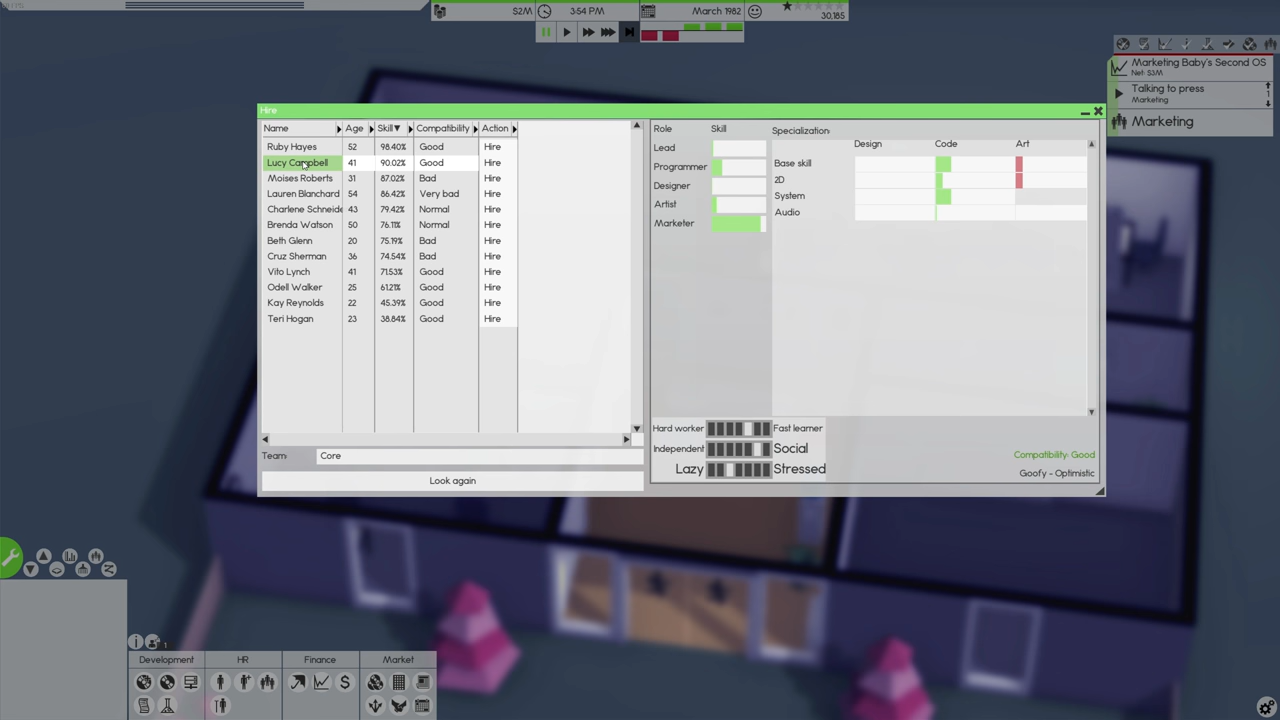 S2M
3:54 PM
March 1982
30,185
Marketing Baby's Second OS
Net: S3M
Talking to press
Marketing
1
Marketing
Hire
Name Age Skill▼ Compatibility Action
Ruby Hayes 52 98.40% Good Hire
Lucy Campbell 41 90.02% Good Hire
Moises Roberts 31 87.02% Bad Hire
Lauren Blanchard 54 86.42% Very bad Hire
Charlene Schneide 43 79.42% Normal Hire
Brenda Watson 50 76.11% Normal Hire
Beth Glenn 20 75.19% Bad Hire
Cruz Sherman 36 74.54% Bad Hire
Vito Lynch 41 71.53% Good Hire
Odell Walker 25 61.21% Good Hire
Kay Reynolds 22 45.39% Good Hire
Teri Hogan 23 38.84% Good Hire
Team: Core
Look again
Role Skill
Lead
Programmer
Designer
Artist
Marketer
Specialization
Design Code Art
Base skill
2D
System
Audio
Hard worker Fast learner
Independent Social
Lazy Stressed
Compatibility: Good
Goofy - Optimistic
1
Development HR Finance Market